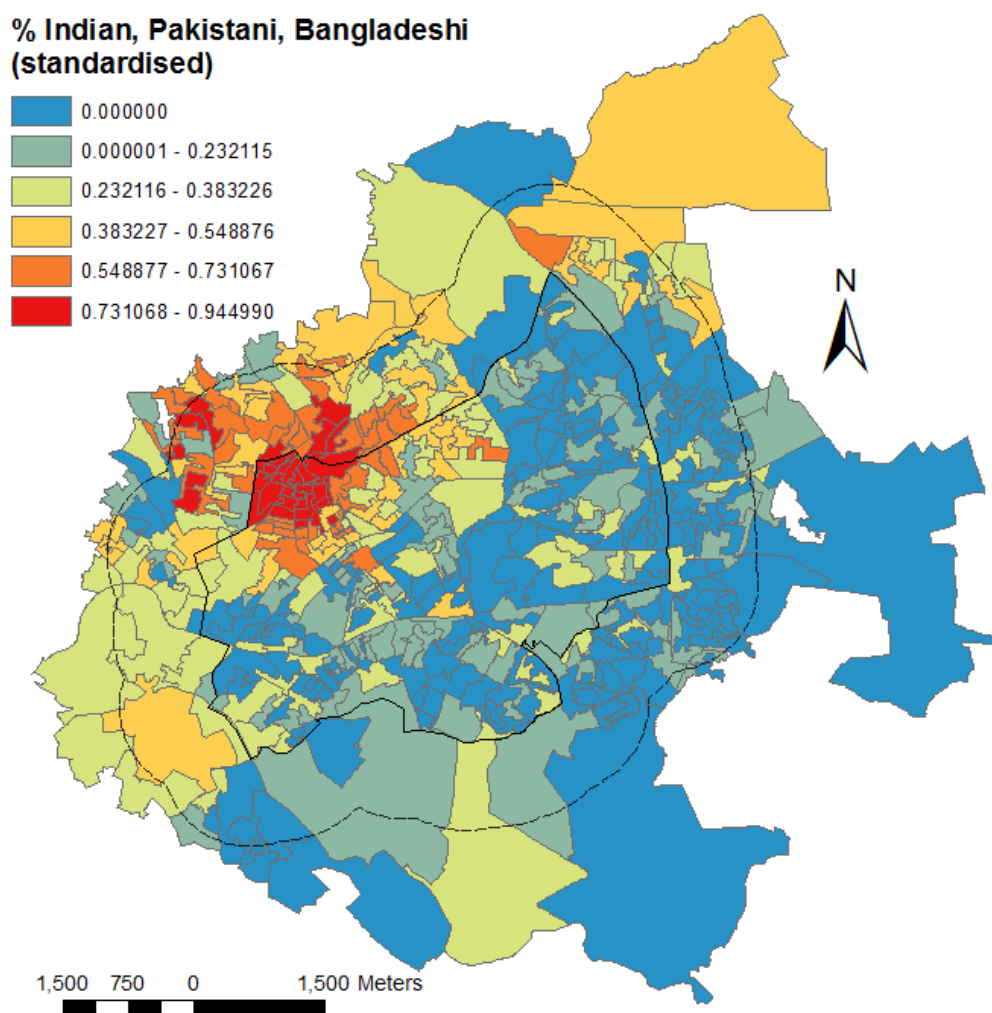 % Indian, Pakistani, Bangladeshi
(standardised)
0.000000
0.000001 - 0.232115
0.232116 - 0.383226
0.383227 - 0.548876
0.548877 - 0.731067
0.731068 - 0.944990
N
1,500 750 0 1,500 Meters